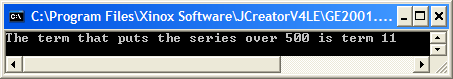 C:\Program Files\Xinox Software\JCreatorV4LE\GE2001....
The term that puts the series over 500 is term 11